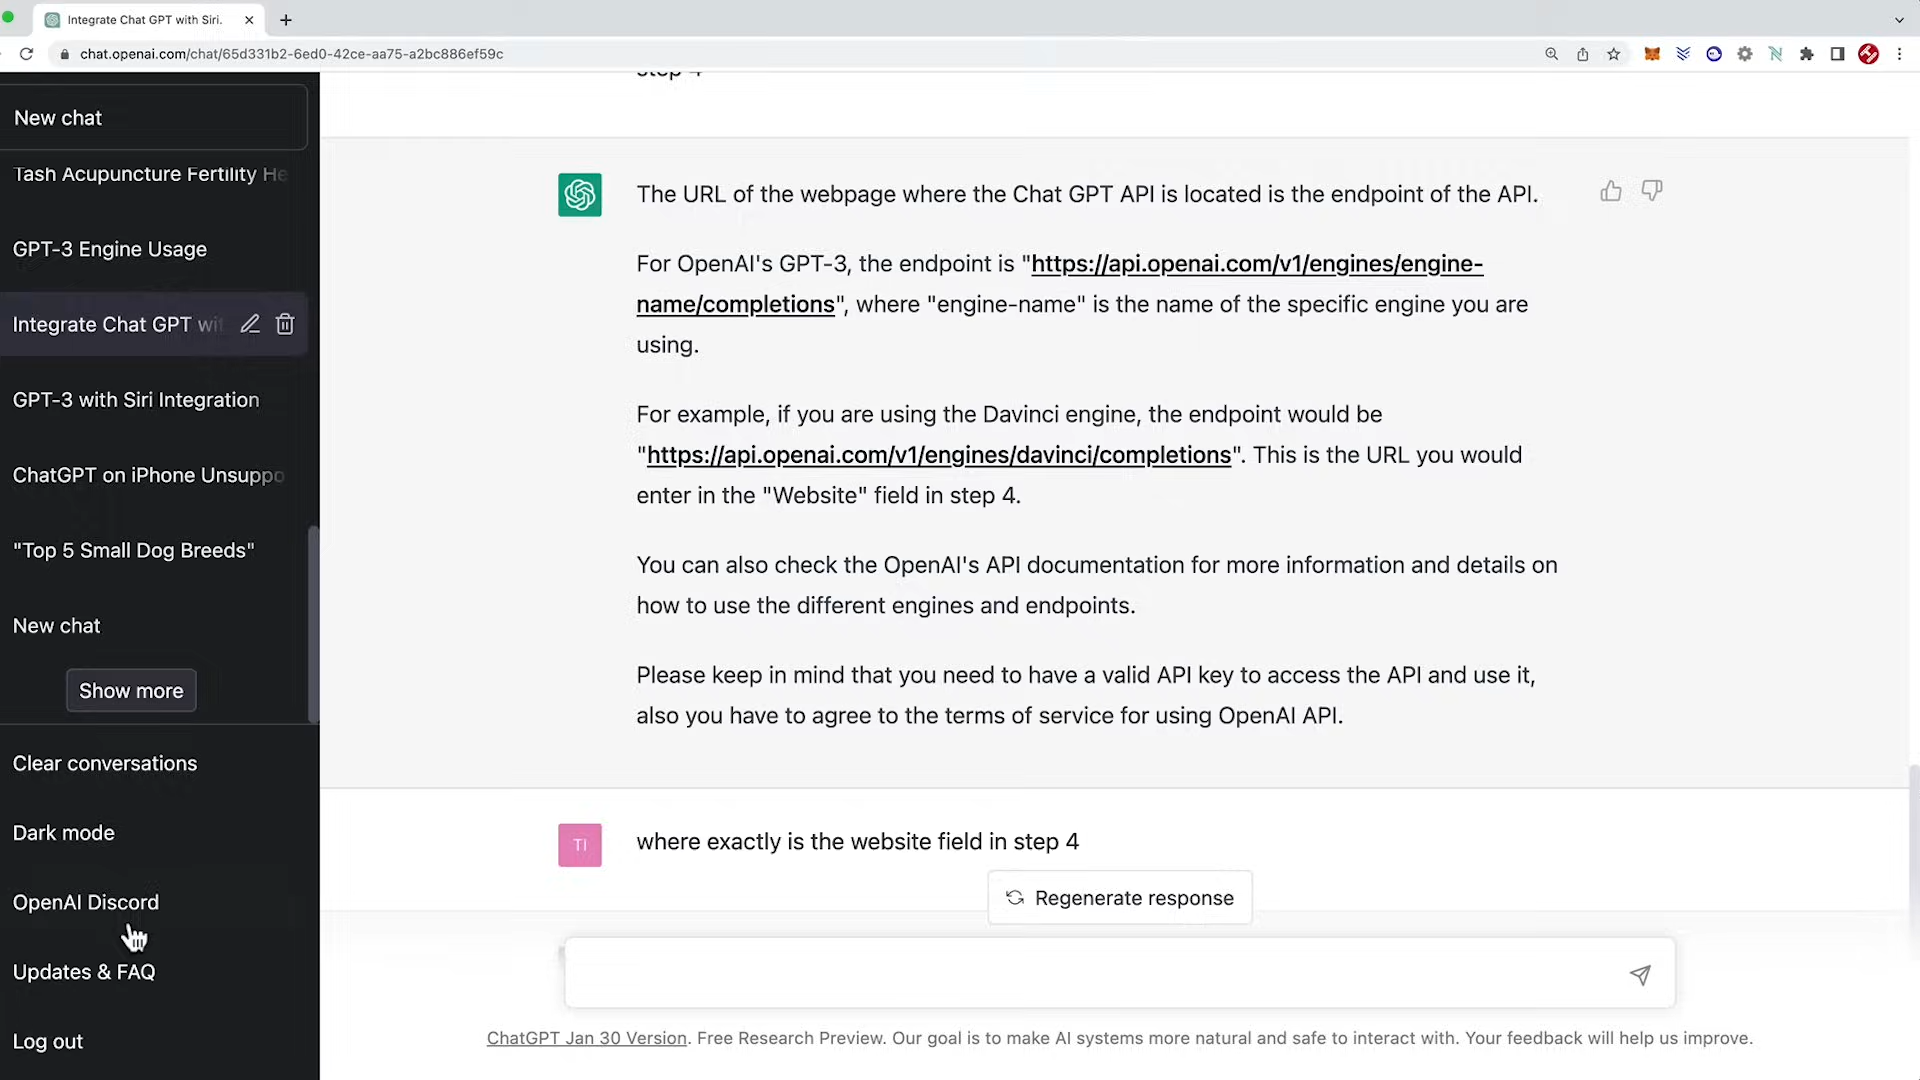 Integrate Chat GPT with Siri.
chat.openai.com/chat/65d331b2-6ed0-42ce-aa75-a2bc886ef59c
New chat
Tash Acupuncture Fertility He
GPT-3 Engine Usage
Integrate Chat GPT wit
GPT-3 with Siri Integration
ChatGPT on iPhone Unsuppo
"Top 5 Small Dog Breeds"
New chat
Show more
Clear conversations
Dark mode
OpenAI Discord
Updates & FAQ
Log out
step 4
The URL of the webpage where the Chat GPT API is located is the endpoint of the API.
For OpenAI's GPT-3, the endpoint is "https://api.openai.com/v1/engines/engine-
name/completions", where "engine-name" is the name of the specific engine you are
using.
For example, if you are using the Davinci engine, the endpoint would be
"https://api.openai.com/v1/engines/davinci/completions". This is the URL you would
enter in the "Website" field in step 4.
You can also check the OpenAI's API documentation for more information and details on
how to use the different engines and endpoints.
Please keep in mind that you need to have a valid API key to access the API and use it,
also you have to agree to the terms of service for using OpenAI API.
TI
where exactly is the website field in step 4
Regenerate response
ChatGPT Jan 30 Version. Free Research Preview. Our goal is to make AI systems more natural and safe to interact with. Your feedback will help us improve.